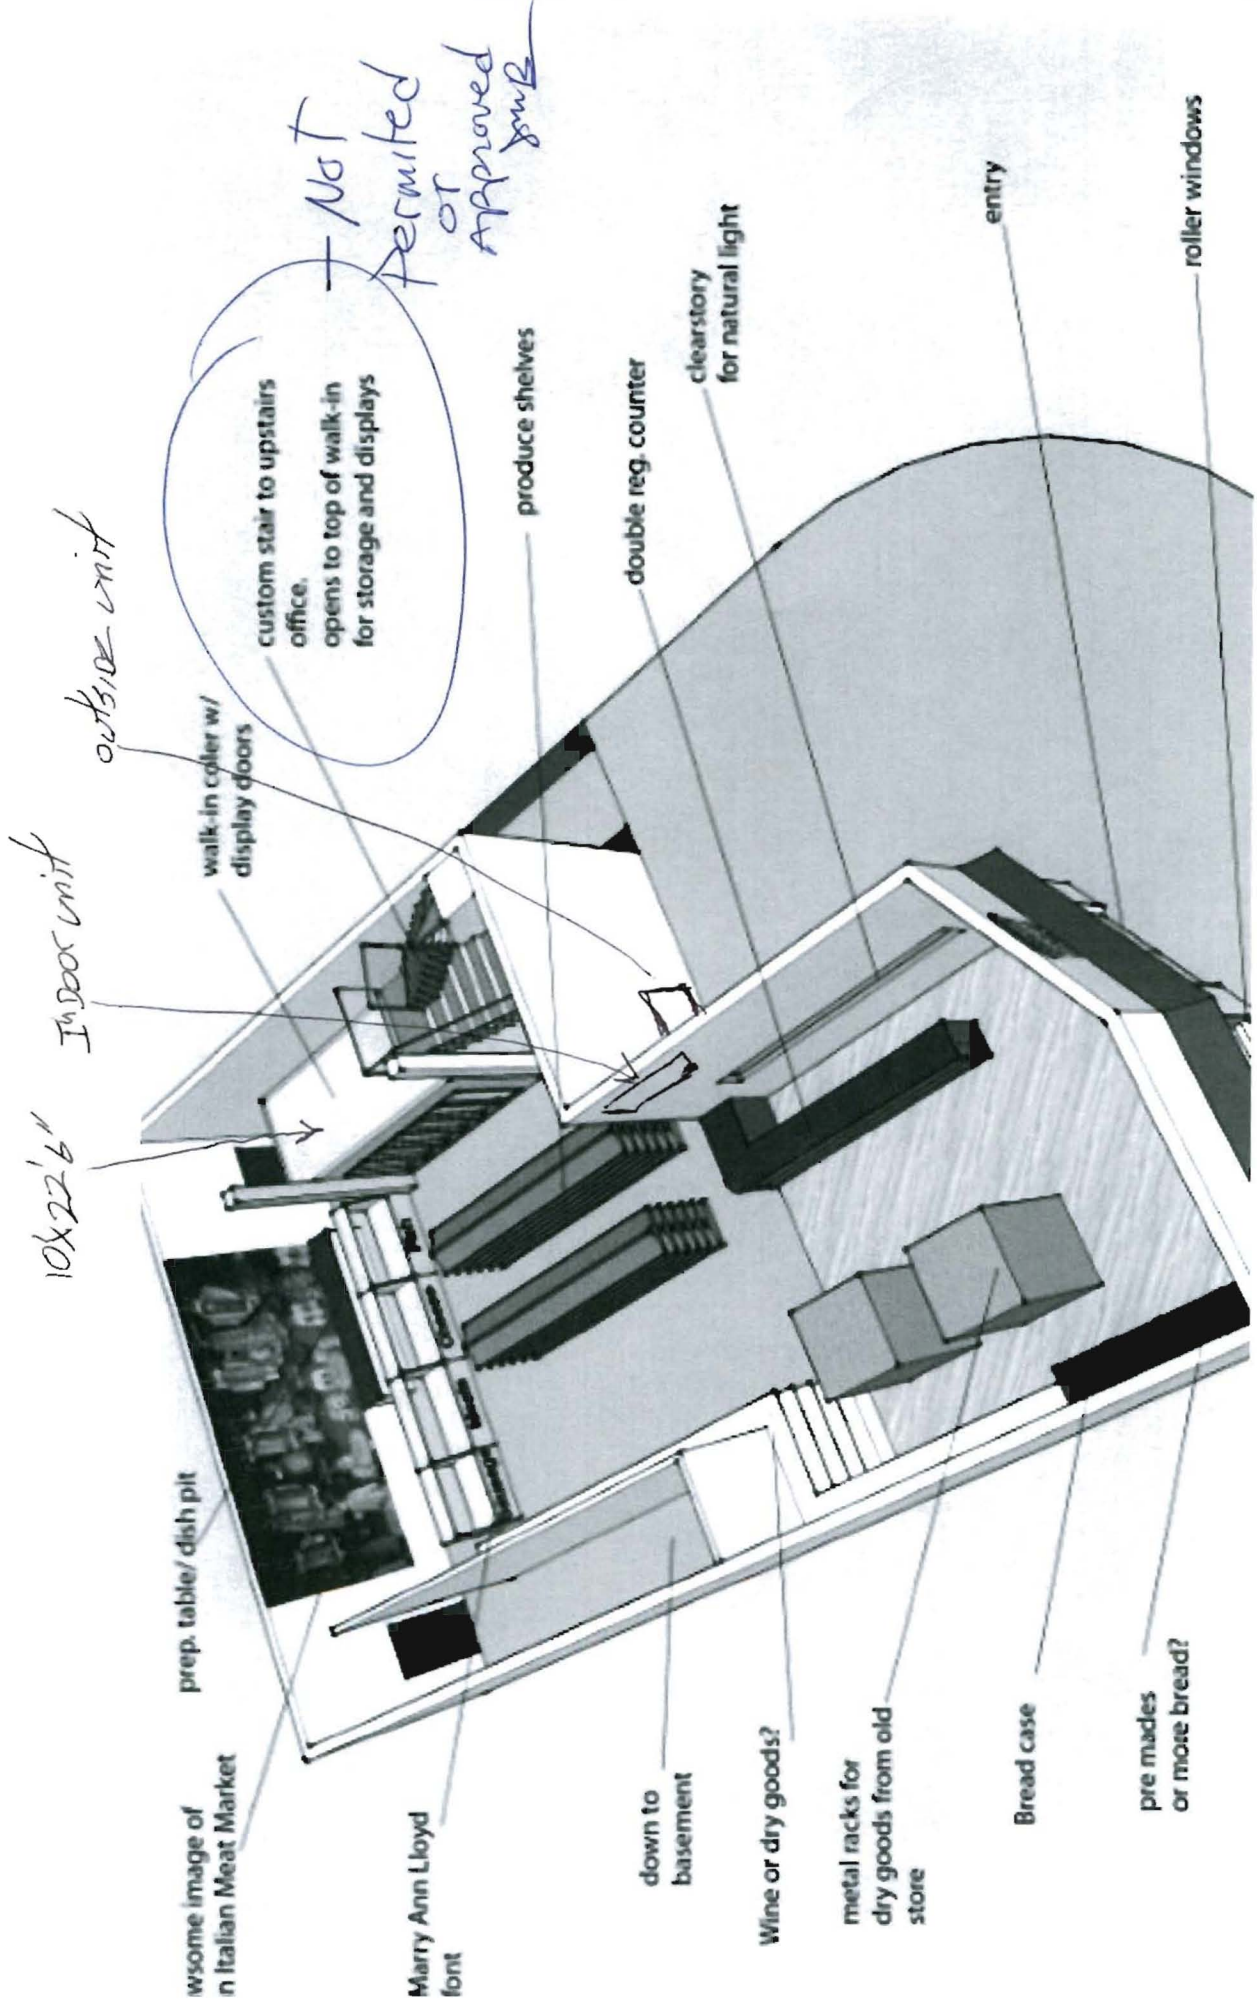 10X22'6"
InDOOR unit
outsIDE unit
wsome image of
n Italian Meat Market
prep. table/ dish pit
walk-in coller w/
display doors
custom stair to upstairs
office.
opens to top of walk-in
for storage and displays
— Not
Permited
or
APProved
Marry Ann Lloyd
font
produce shelves
down to
basement
double reg. counter
Wine or dry goods?
clearstory
for natural light
metal racks for
dry goods from old
store
Bread case
entry
pre mades
or more bread?
roller windows